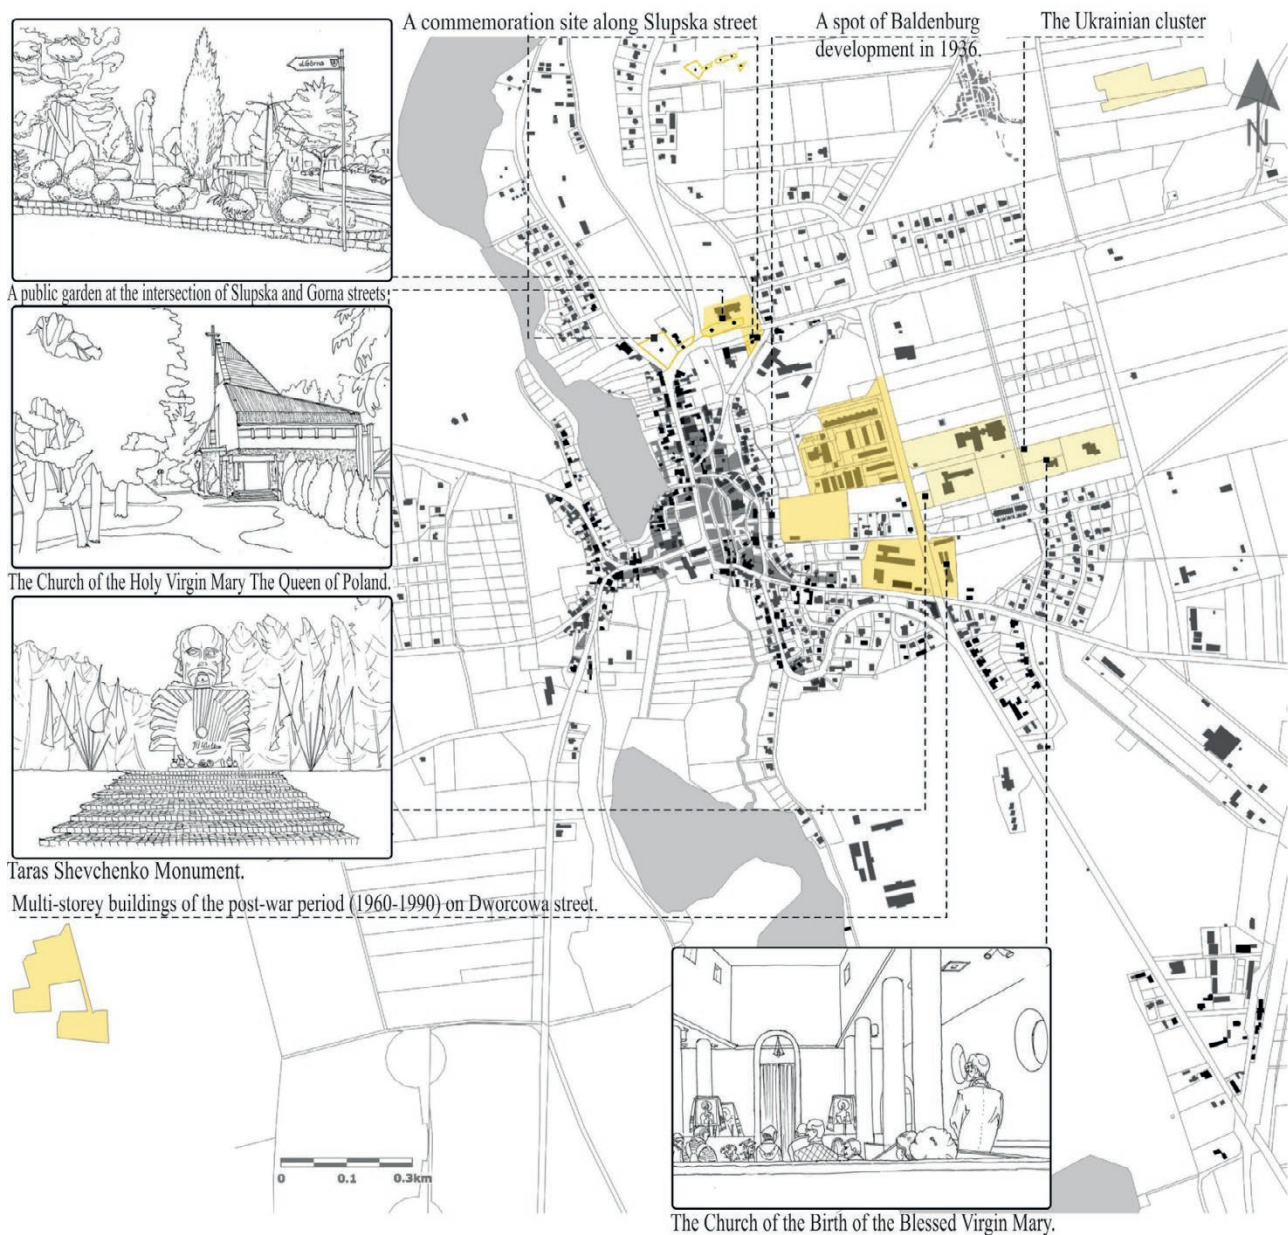 A commemoration site along Slupska street
A spot of Baldenburg
development in 1936.
The Ukrainian cluster
ul.Górna
N
A public garden at the intersection of Slupska and Gorna streets
The Church of the Holy Virgin Mary The Queen of Poland.
Taras Shevchenko Monument.
Multi-storey buildings of the post-war period (1960-1990) on Dworcowa street.
0 0.1 0.3km
The Church of the Birth of the Blessed Virgin Mary.